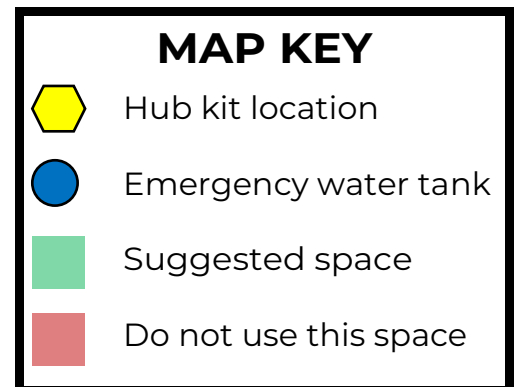 MAP KEY
Hub kit location
Emergency water tank
Suggested space
Do not use this space